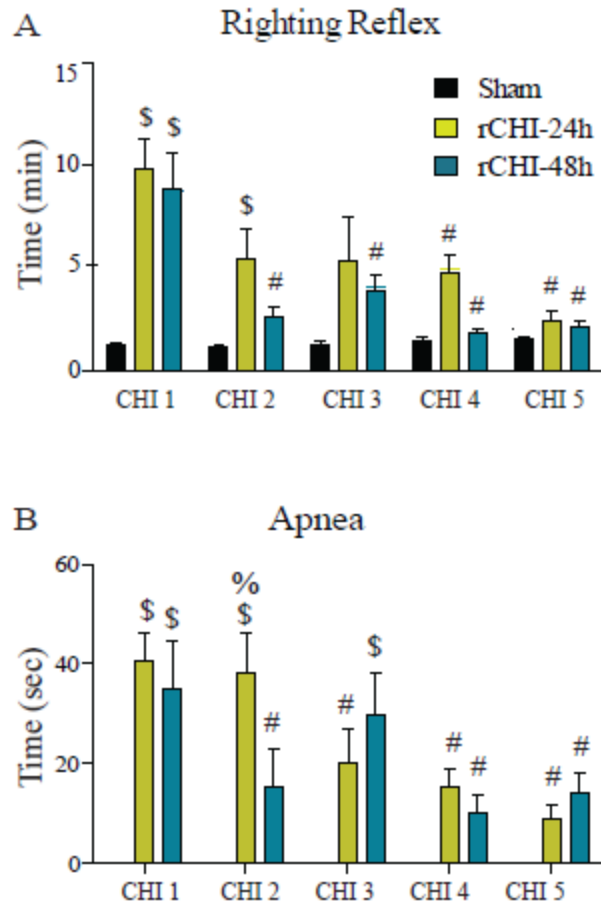 A Righting Reflex
15
Sham
$ $
rCHI-24h
10
rCHI-48h
Time (min)
$
#
#
#
5
#
# #
0
CHI 1 CHI 2 CHI 3 CHI 4 CHI 5
B Apnea
60
%
$ $ $ $
40
#
#
Time (sec)
#
#
20
#
#
0
CHI 1 CHI 2 CHI 3 CHI 4 CHI 5